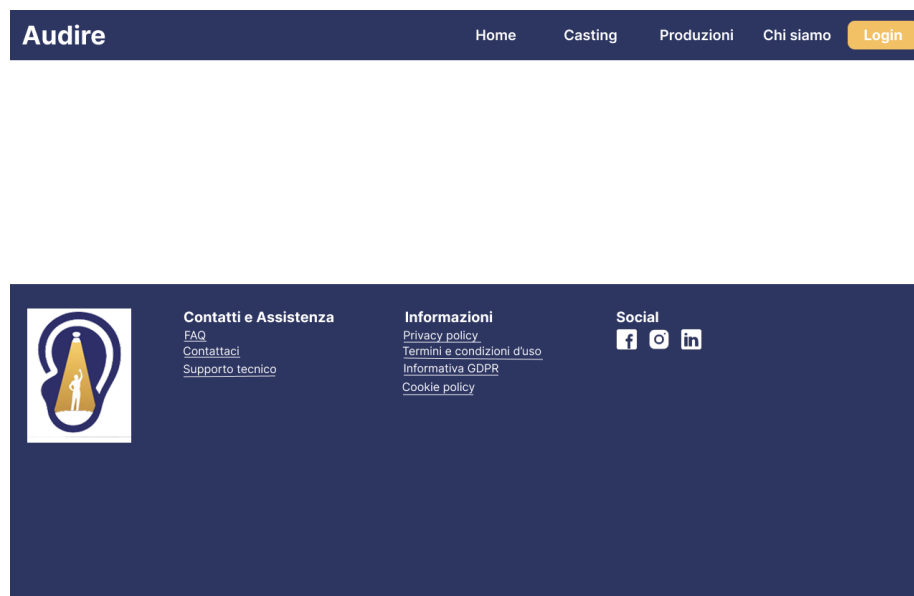 Audire
Home Casting Produzioni Chi siamo Login
Contatti e Assistenza
FAQ
Contattaci
Supporto tecnico
Informazioni
Privacy policy
Termini e condizioni d'uso
Informativa GDPR
Cookie policy
Social